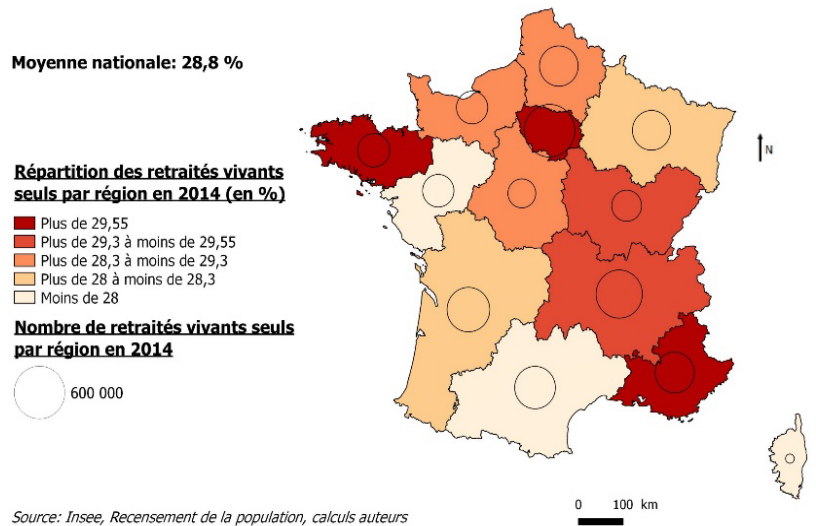 Moyenne nationale: 28,8 %
N
Répartition des retraités vivants
seuls par région en 2014 (en %)
Plus de 29,55
Plus de 29,3 à moins de 29,55
Plus de 28,3 à moins de 29,3
Plus de 28 à moins de 28,3
Moins de 28
Nombre de retraités vivants seuls
par région en 2014
600 000
0 100 km
Source: Insee, Recensement de la population, calculs auteurs